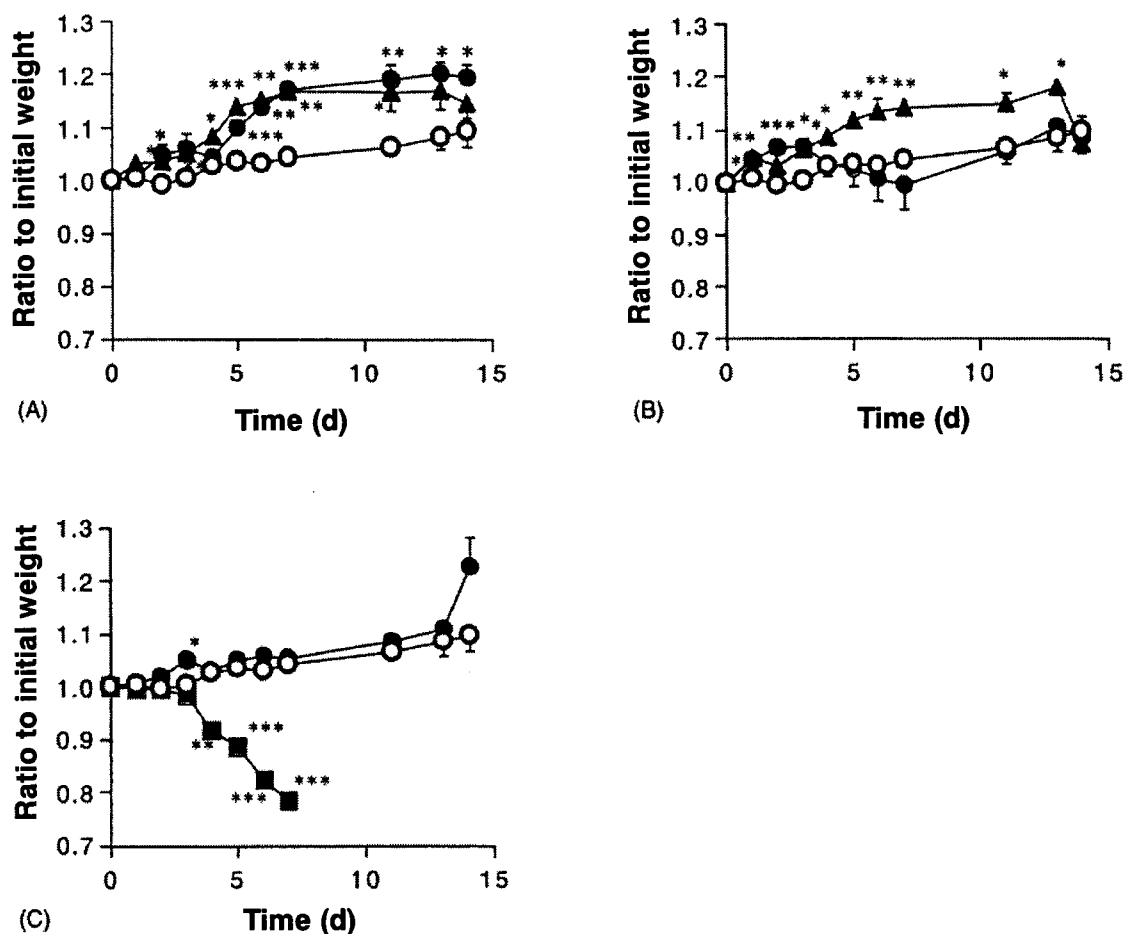 Ratio to initial weight
1.3
1.2
1.1
1.0
0.9
0.8
0.7
* * *** * *** ** *** ** ** *** * ** * *
0 5 10 15
Time (d)
(A)
Ratio to initial weight
1.3
1.2
1.1
1.0
0.9
0.8
0.7
* ** *** * * * ** ** ** * *
0 5 10 15
Time (d)
(B)
Ratio to initial weight
1.3
1.2
1.1
1.0
0.9
0.8
0.7
* ** *** *** ***
0 5 10 15
Time (d)
(C)